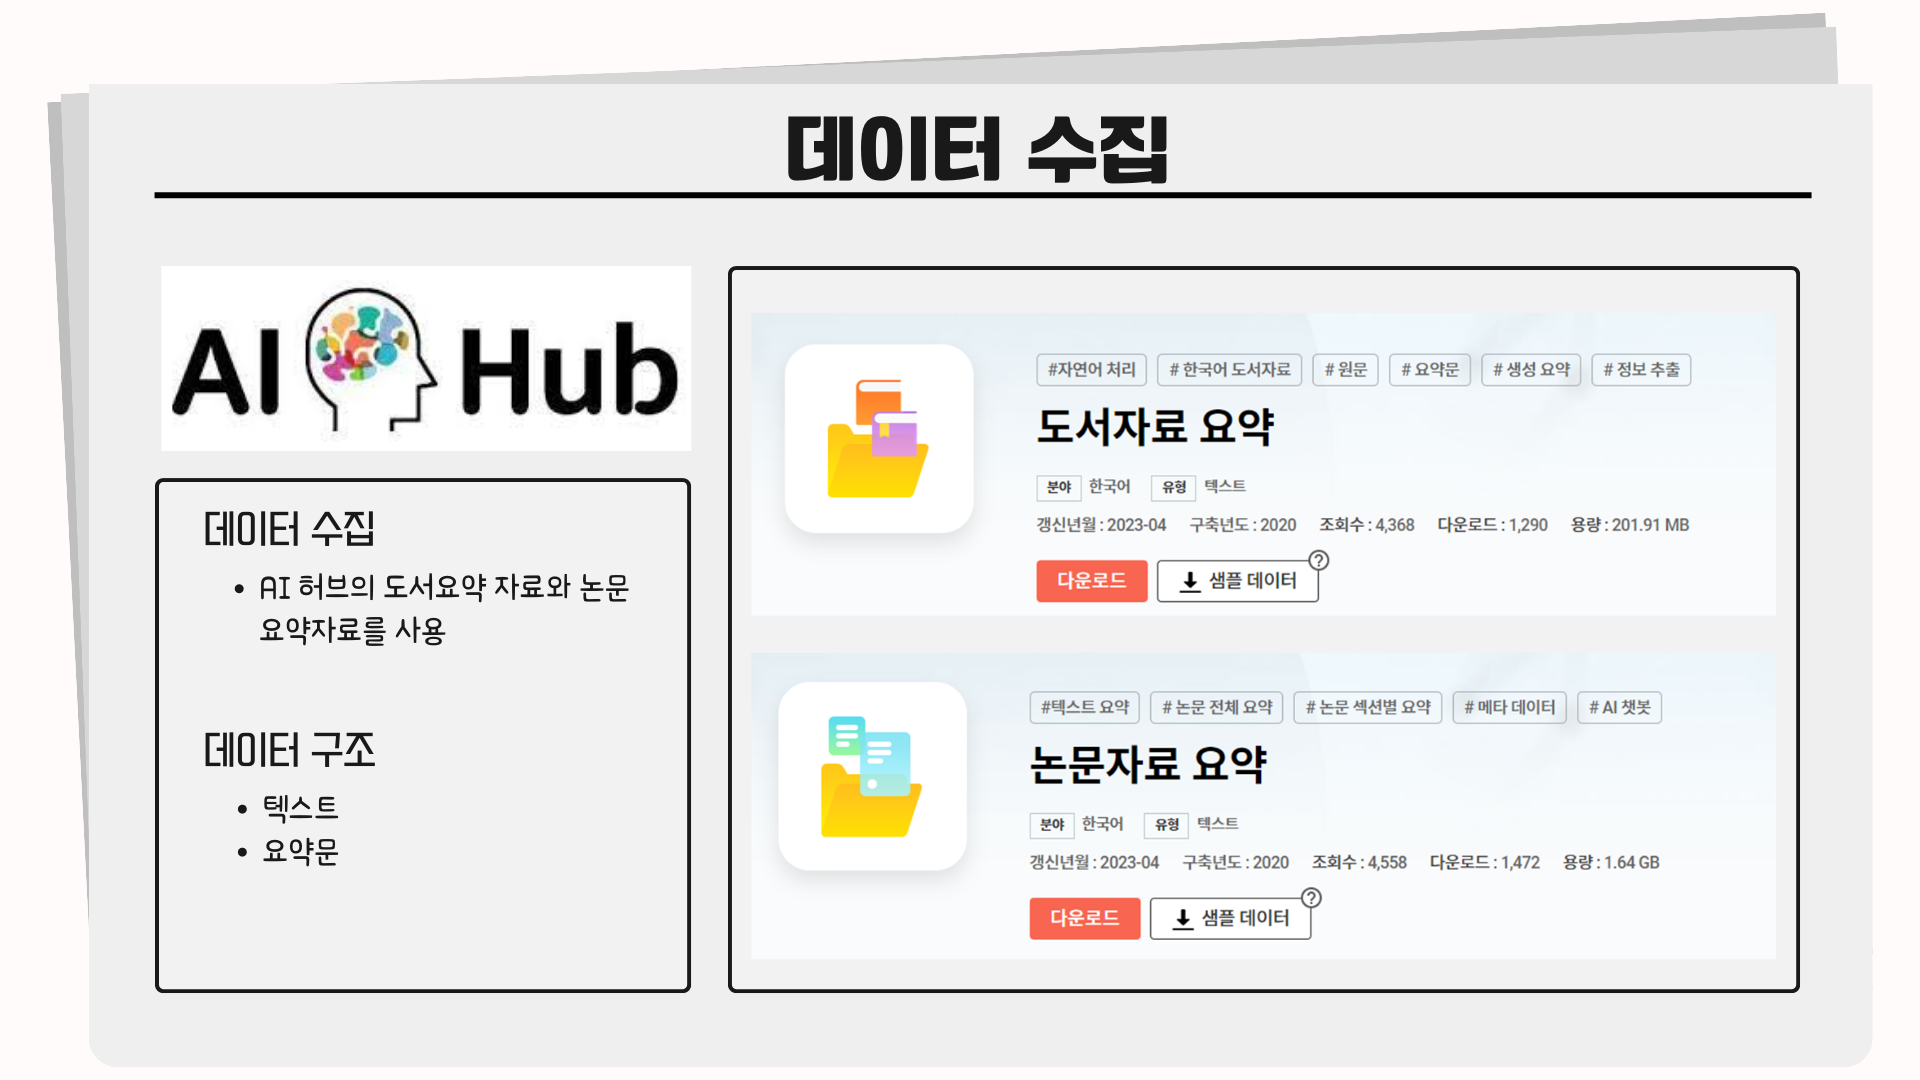 데이터 수집
AI Hub
데이터 수집
• AI 허브의 도서요약 자료와 논문
요약자료를 사용
데이터 구조
• 텍스트
• 요약문
#자연어 처리 # 한국어 도서자료 # 원문 # 요약문 # 생성 요약 # 정보 추출
도서자료 요약
분야 한국어 유형 텍스트
갱신년월 : 2023-04 구축년도 : 2020 조회수 : 4,368 다운로드 : 1,290 용량 : 201.91 MB
다운로드 샘플 데이터 ?
#텍스트 요약 # 논문 전체 요약 # 논문 섹션별 요약 # 메타 데이터 # AI 챗봇
논문자료 요약
분야 한국어 유형 텍스트
갱신년월 : 2023-04 구축년도 : 2020 조회수 : 4,558 다운로드 : 1,472 용량 : 1.64 GB
다운로드 샘플 데이터 ?